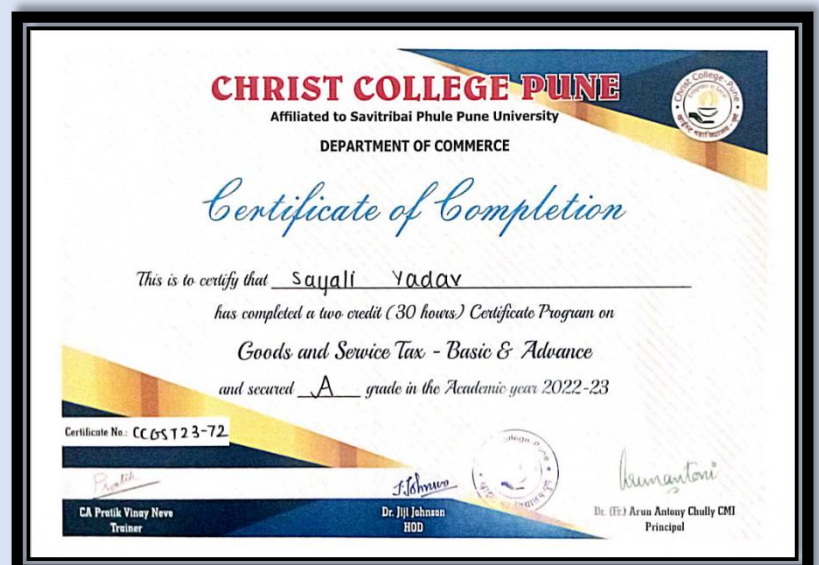 CHRIST COLLEGE PUNE
Affiliated to Savitribai Phule Pune University
DEPARTMENT OF COMMERCE
Certificate of Completion
This is to certify that Sayali Yadav
has completed a two credit (30 hours) Certificate Program on
Goods and Service Tax - Basic & Advance
and secured A grade in the Academic year 2022-23
Certificate No.: CCGST23-72
Pratik
J.Johnson
CA Pratik Vinay Neve
Trainer
Dr. Jiji Johnson
HOD
Dr. (Fr.) Arun Antony Chully CMI
Principal